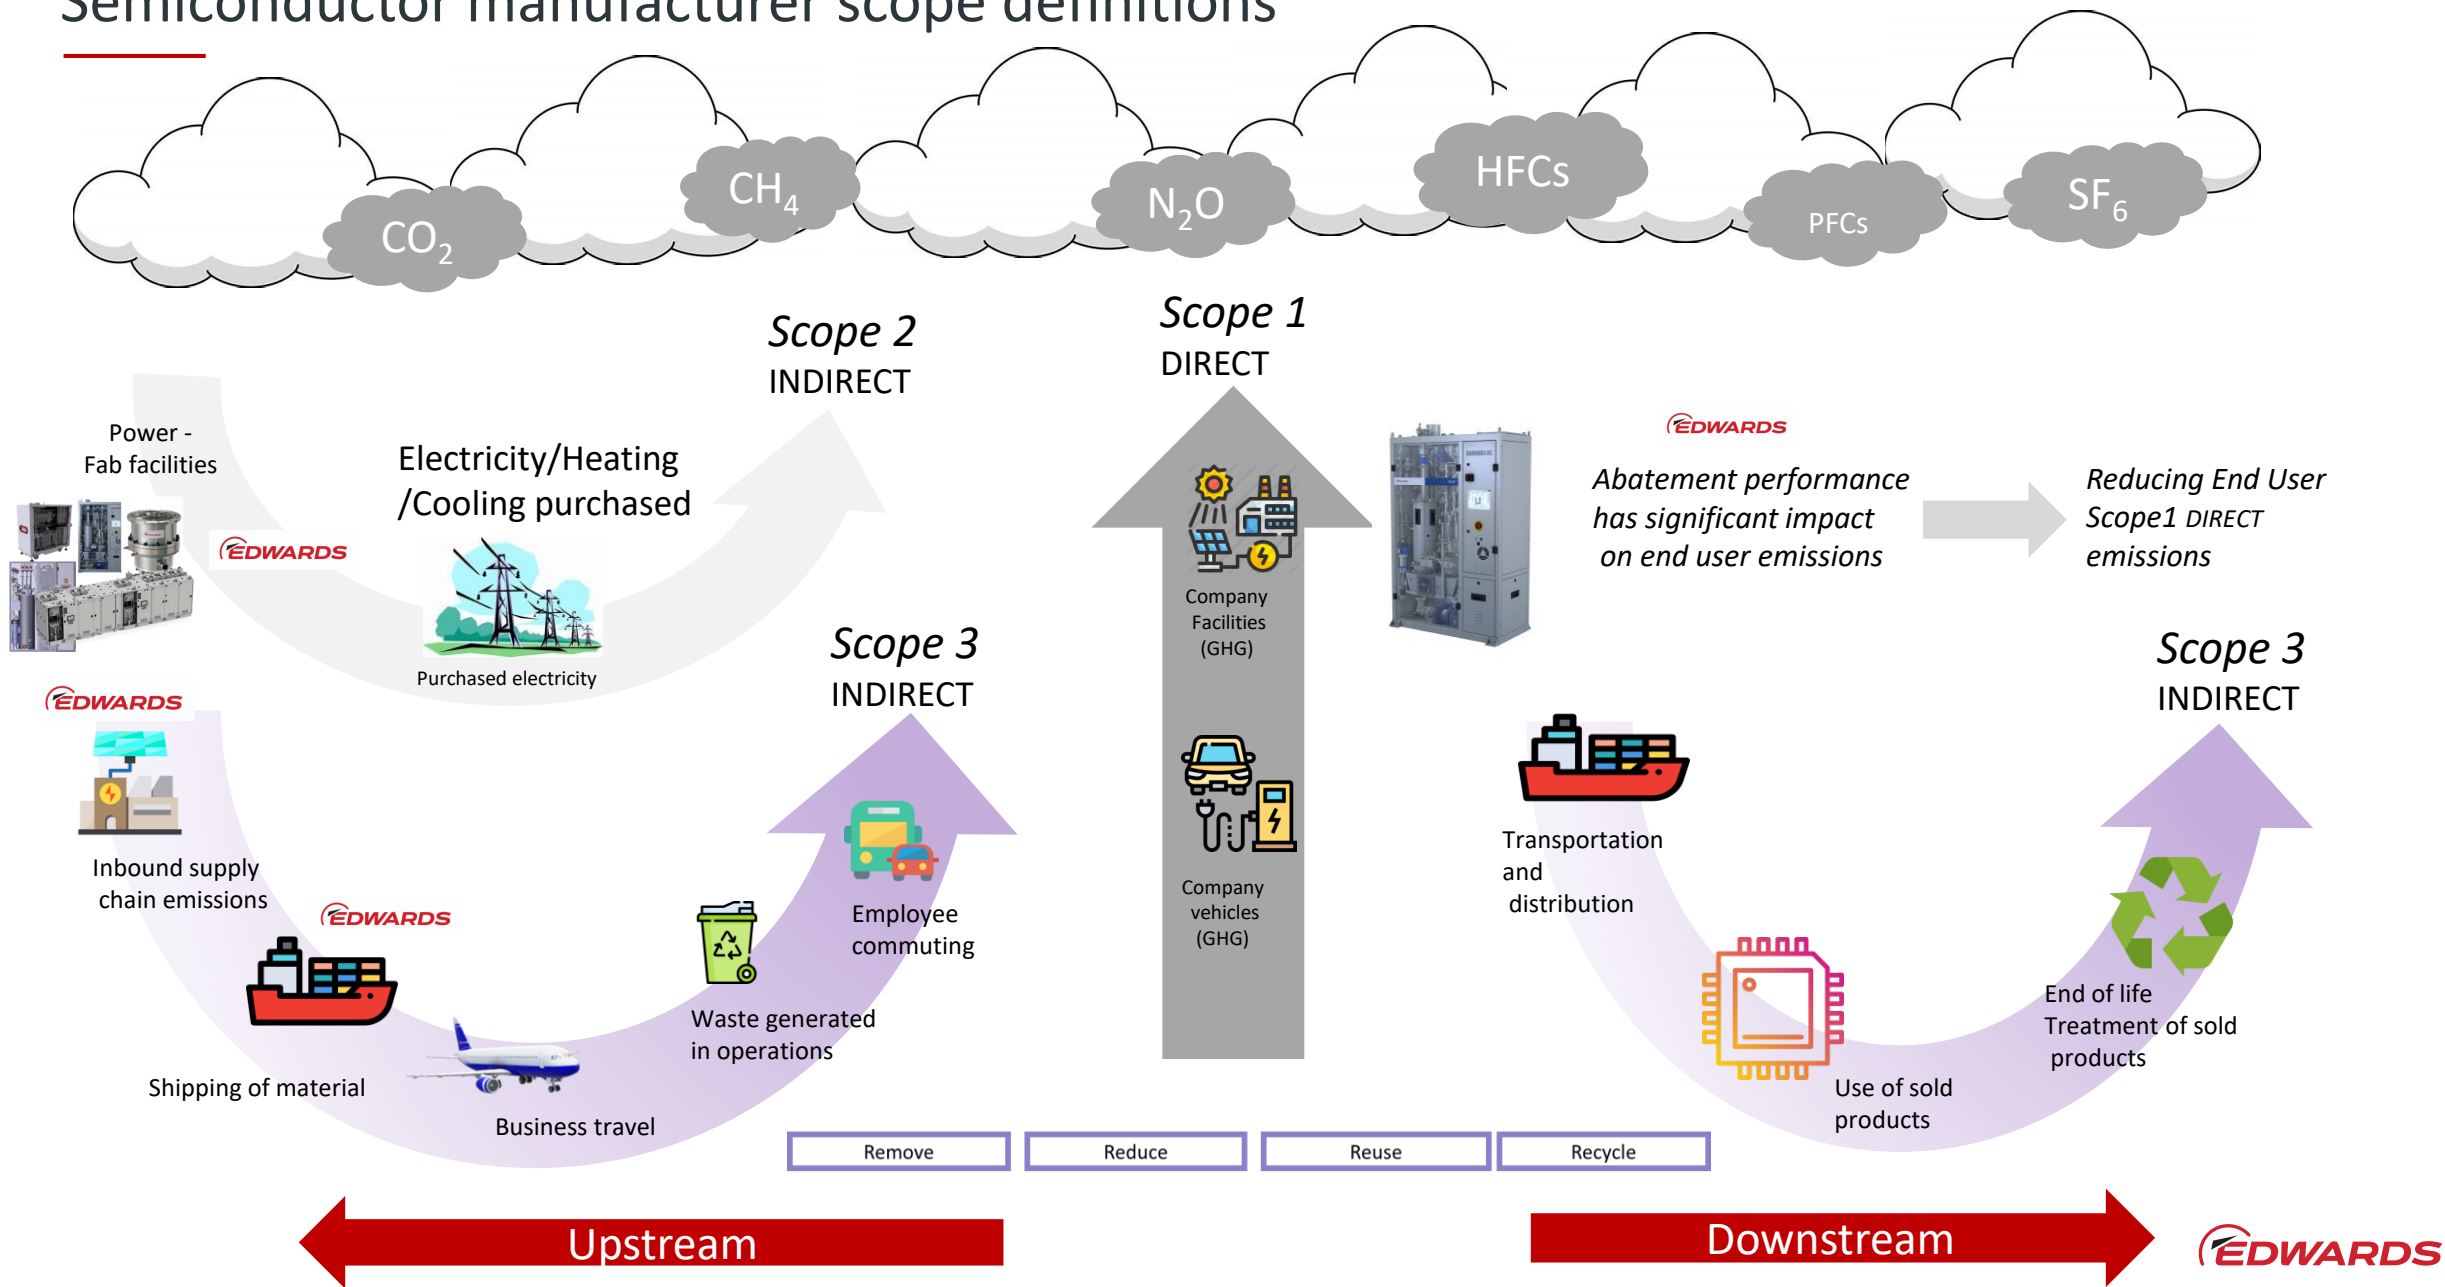 Semiconductor manufacturer scope definitions
CO2
CH4
N2O
HFCs
PFCs
SF6
Scope 2
INDIRECT
Power -
Fab facilities
EDWARDS
Electricity/Heating
/Cooling purchased
Purchased electricity
Scope 1
DIRECT
Company
Facilities
(GHG)
Company
vehicles
(GHG)
EDWARDS
Abatement performance
has significant impact
on end user emissions
Reducing End User
Scope1 DIRECT
emissions
Scope 3
INDIRECT
EDWARDS
Inbound supply
chain emissions
EDWARDS
Shipping of material
Business travel
Waste generated
in operations
Employee
commuting
Scope 3
INDIRECT
Transportation
and
distribution
Use of sold
products
End of life
Treatment of sold
products
Remove
Reduce
Reuse
Recycle
Upstream
Downstream
EDWARDS